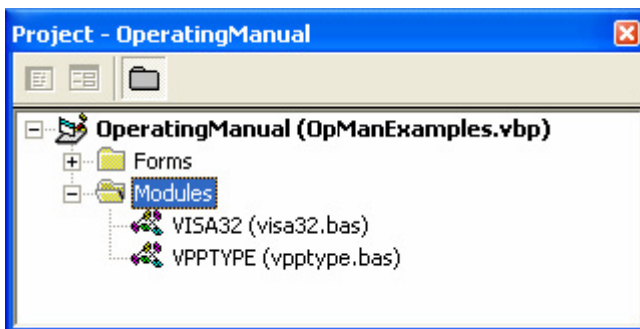 Project - OperatingManual
OperatingManual (OpManExamples.vbp)
Forms
Modules
VISA32 (visa32.bas)
VPPTYPE (vpptype.bas)